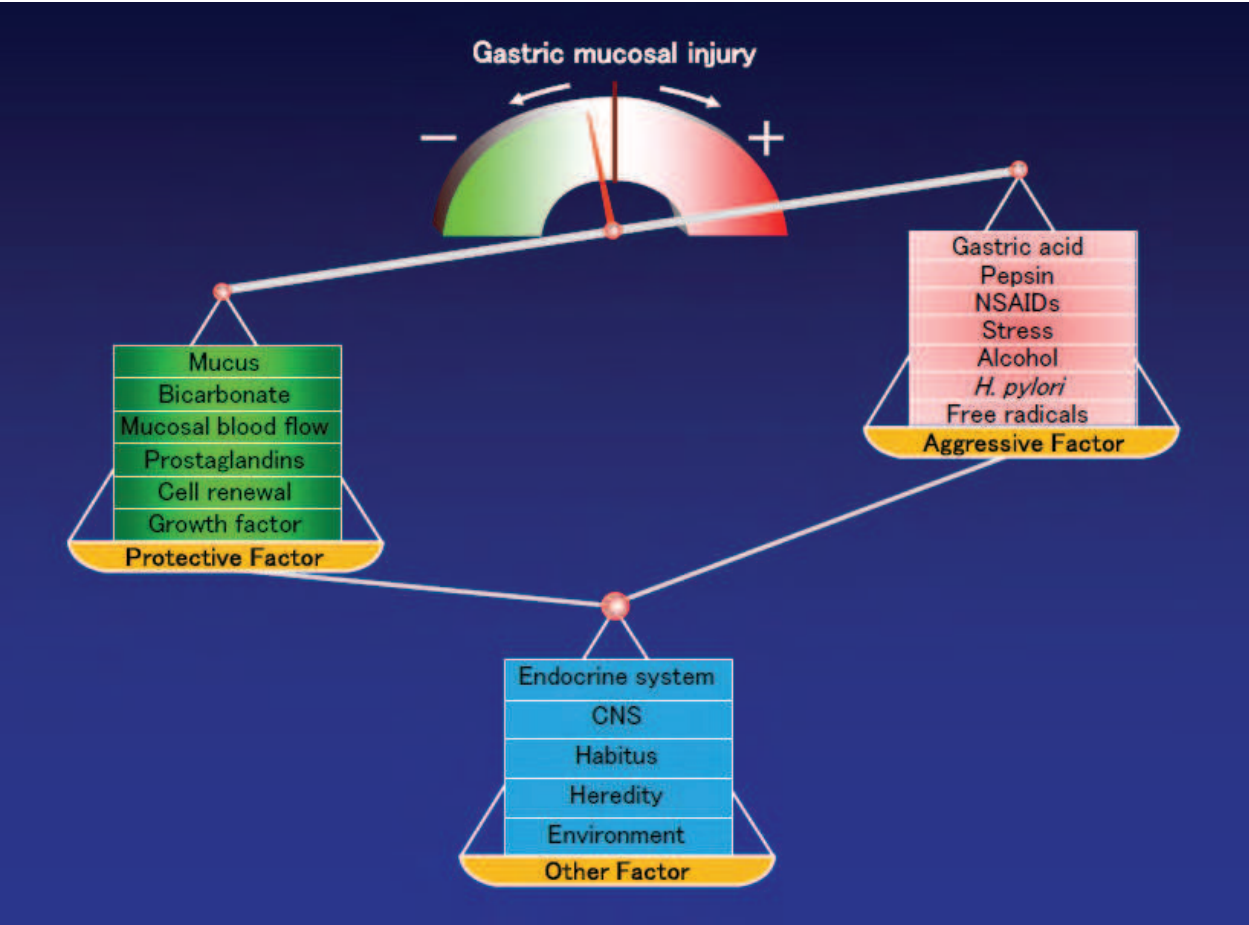 Gastric mucosal injury
−
+
Mucus
Bicarbonate
Mucosal blood flow
Prostaglandins
Cell renewal
Growth factor
Protective Factor
Gastric acid
Pepsin
NSAIDs
Stress
Alcohol
H. pylori
Free radicals
Aggressive Factor
Endocrine system
CNS
Habitus
Heredity
Environment
Other Factor